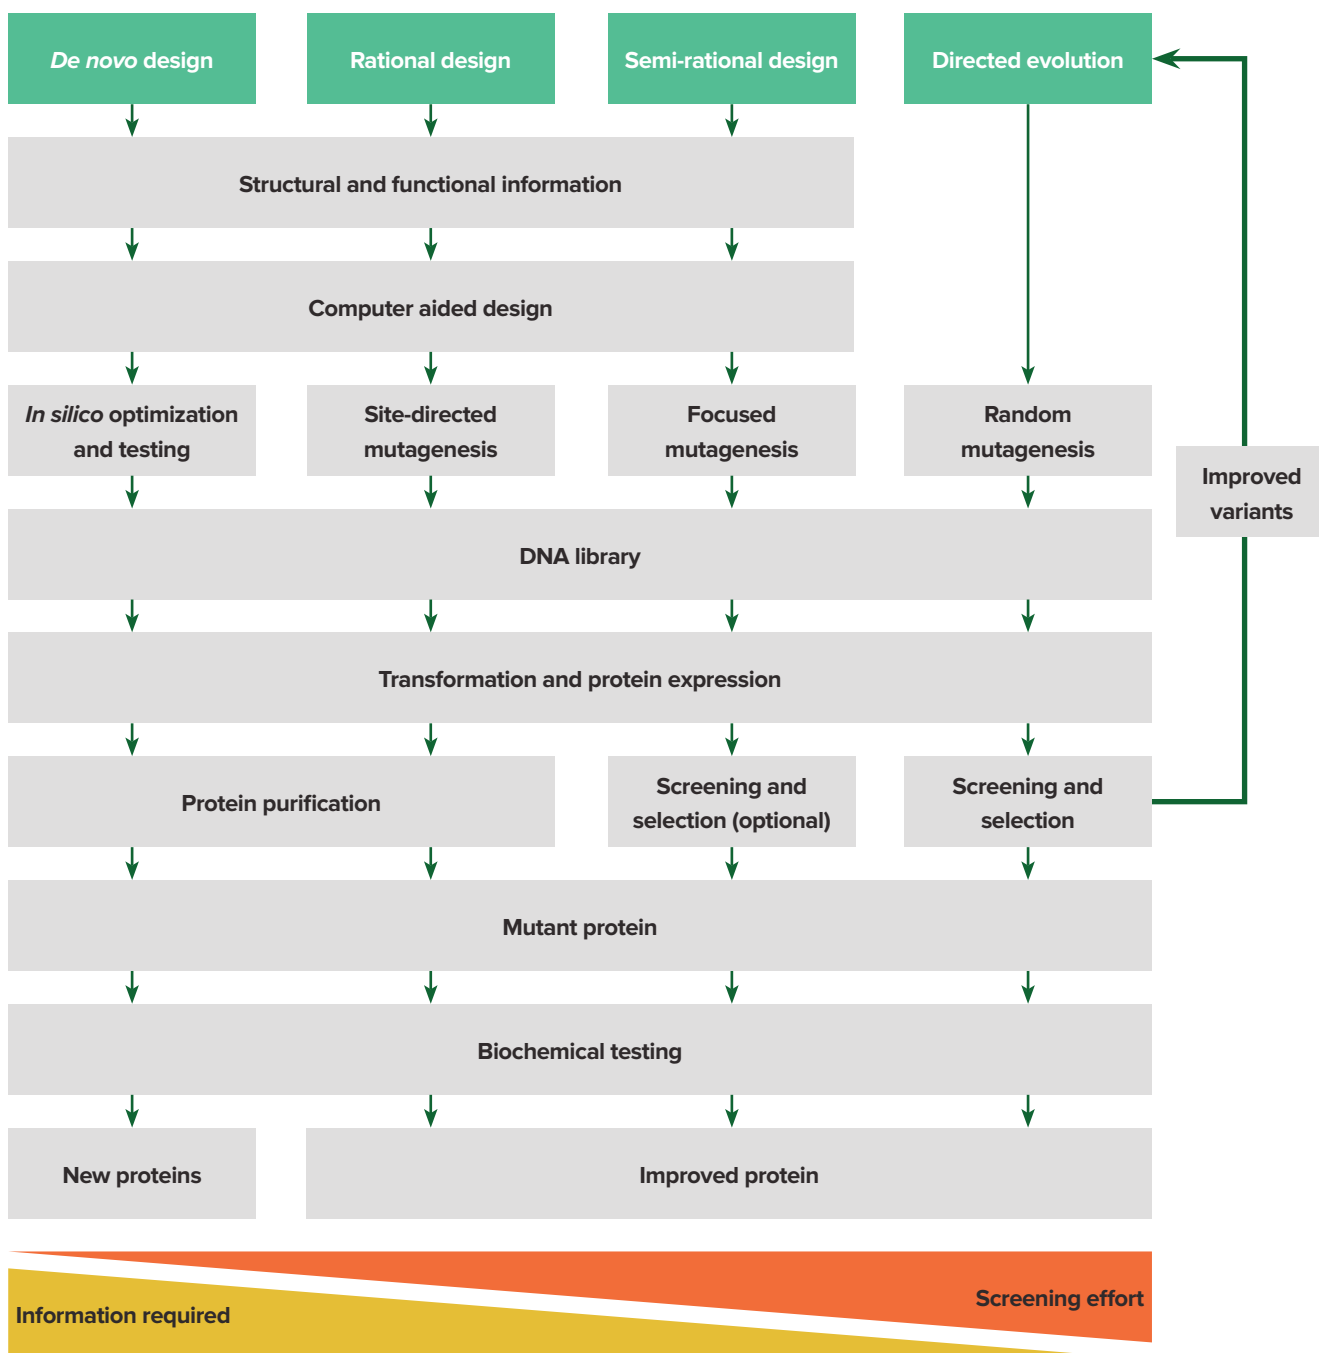 De novo design
Rational design
Semi-rational design
Directed evolution
Structural and functional information
Computer aided design
In silico optimization
and testing
Site-directed
mutagenesis
Focused
mutagenesis
Random
mutagenesis
Improved
variants
DNA library
Transformation and protein expression
Protein purification
Screening and
selection (optional)
Screening and
selection
Mutant protein
Biochemical testing
New proteins
Improved protein
Screening effort
Information required